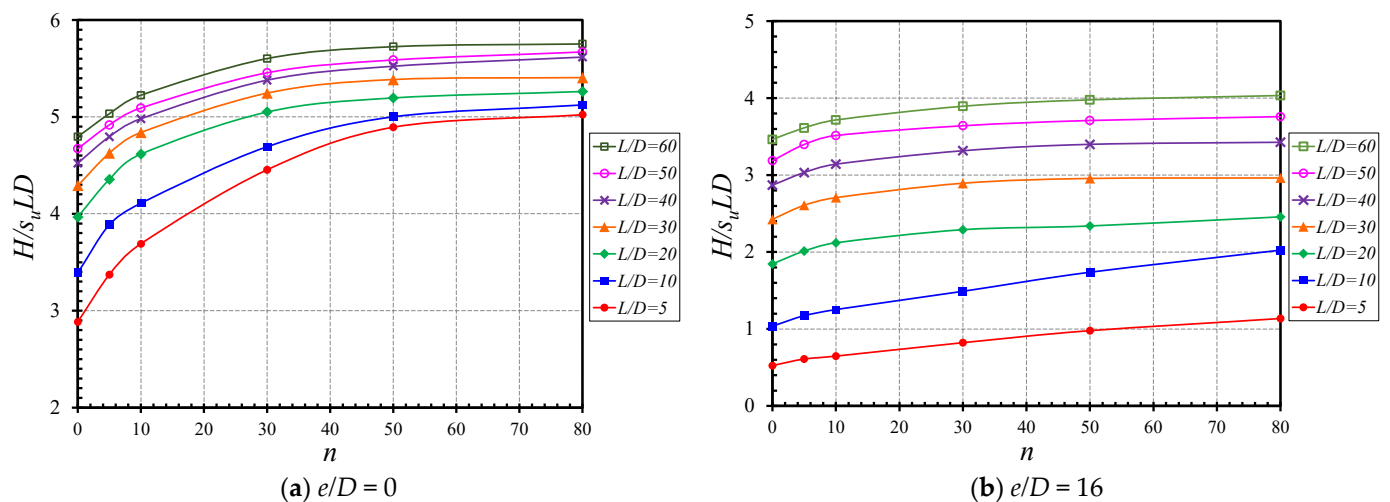 6
5
4
3
2
H/s_uLD
0 10 20 30 40 50 60 70 80
n
L/D=60
L/D=50
L/D=40
L/D=30
L/D=20
L/D=10
L/D=5
(a) e/D = 0
5
4
3
2
1
0
H/s_uLD
0 10 20 30 40 50 60 70 80
n
L/D=60
L/D=50
L/D=40
L/D=30
L/D=20
L/D=10
L/D=5
(b) e/D = 16